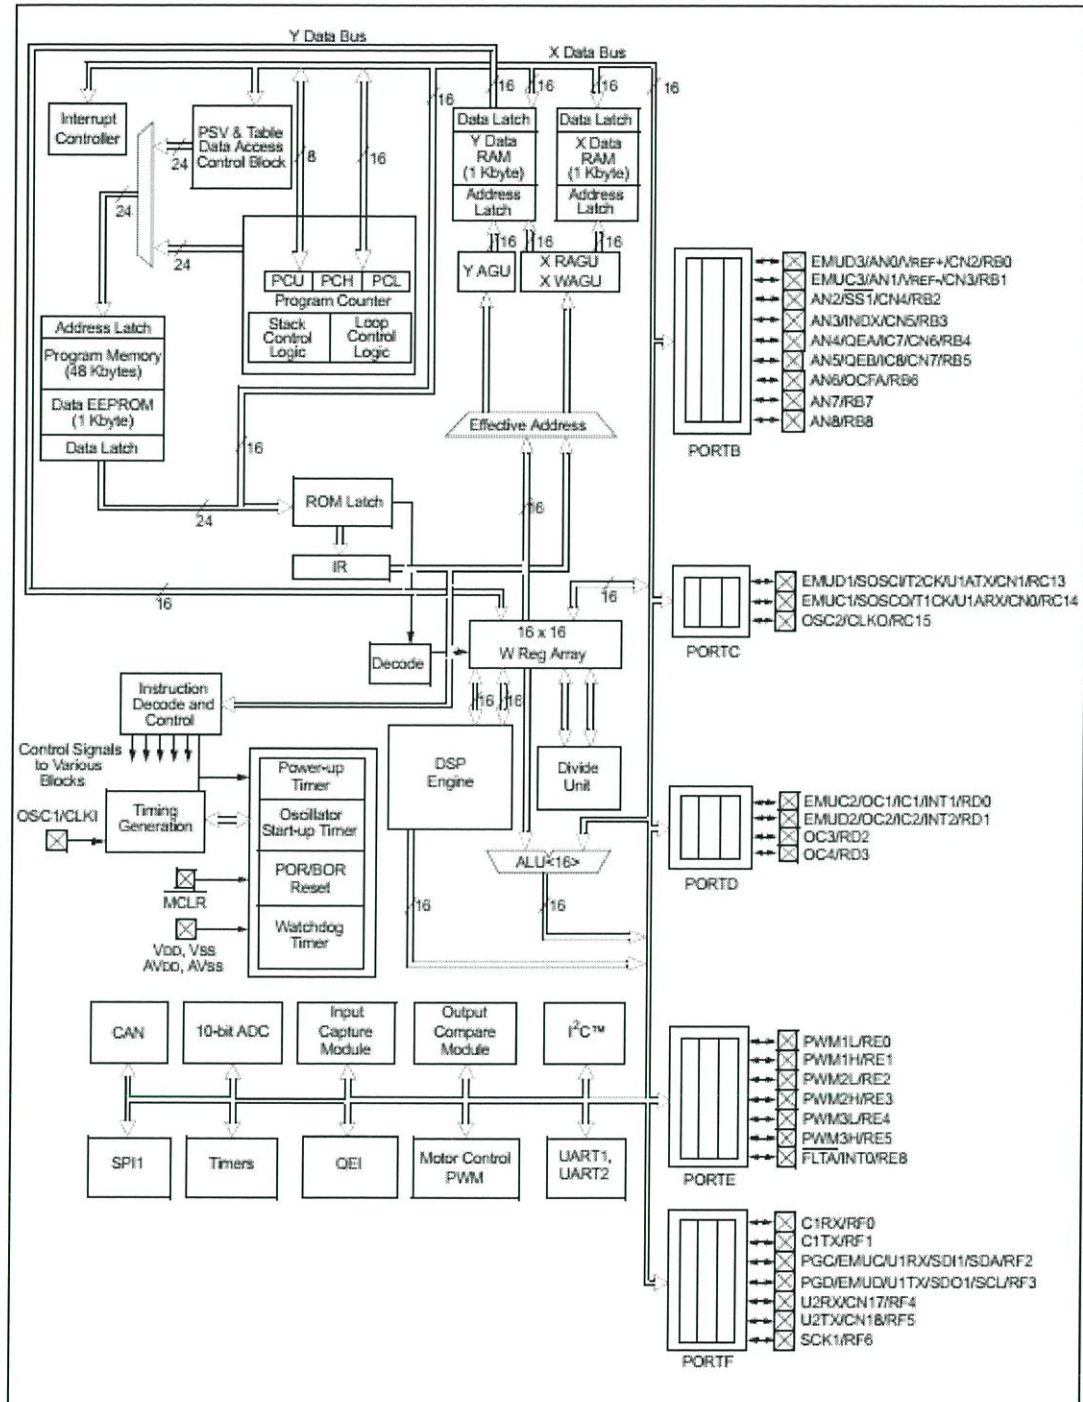 Y Data Bus
X Data Bus
16
16
16
16
16
Interrupt
Controller
PSV & Table
Data Access
Control Block
24
24
8
16
24
Data Latch
Y Data
RAM
(1 Kbyte)
Address
Latch
Data Latch
X Data
RAM
(1 Kbyte)
Address
Latch
16
16
16
Y AGU
X RAGU
X WAGU
PCU
PCH
PCL
Program Counter
Stack
Control
Logic
Loop
Control
Logic
Address Latch
Program Memory
(48 Kbytes)
Data EEPROM
(1 Kbyte)
Data Latch
Effective Address
16
24
ROM Latch
16
IR
16
16
16 x 16
W Reg Array
Decode
16
16
Instruction
Decode and
Control
Control Signals
to Various
Blocks
OSC1/CLKI
Timing
Generation
Power-up
Timer
Oscillator
Start-up Timer
POR/BOR
Reset
Watchdog
Timer
MCLR
VDD, VSS
AVDD, AVSS
DSP
Engine
Divide
Unit
ALU<16>
16
16
CAN
10-bit ADC
Input
Capture
Module
Output
Compare
Module
I²C™
SPI1
Timers
QEI
Motor Control
PWM
UART1,
UART2
EMUD3/AN0/VREF+/CN2/RB0
EMUC3/AN1/VREF-/CN3/RB1
AN2/SS1/CN4/RB2
AN3/INDX/CN5/RB3
AN4/QEA/IC7/CN6/RB4
AN5/QEB/IC8/CN7/RB5
AN6/OCFA/RB6
AN7/RB7
AN8/RB8
PORTB
EMUD1/SOSCI/T2CK/U1ATX/CN1/RC13
EMUC1/SOSCO/T1CK/U1ARX/CN0/RC14
OSC2/CLKO/RC15
PORTC
EMUC2/OC1/IC1/INT1/RD0
EMUD2/OC2/IC2/INT2/RD1
OC3/RD2
OC4/RD3
PORTD
PWM1L/RE0
PWM1H/RE1
PWM2L/RE2
PWM2H/RE3
PWM3L/RE4
PWM3H/RE5
FLTA/INT0/RE8
PORTE
C1RX/RF0
C1TX/RF1
PGC/EMUC/U1RX/SDI1/SDA/RF2
PGD/EMUD/U1TX/SDO1/SCL/RF3
U2RX/CN17/RF4
U2TX/CN18/RF5
SCK1/RF6
PORTF